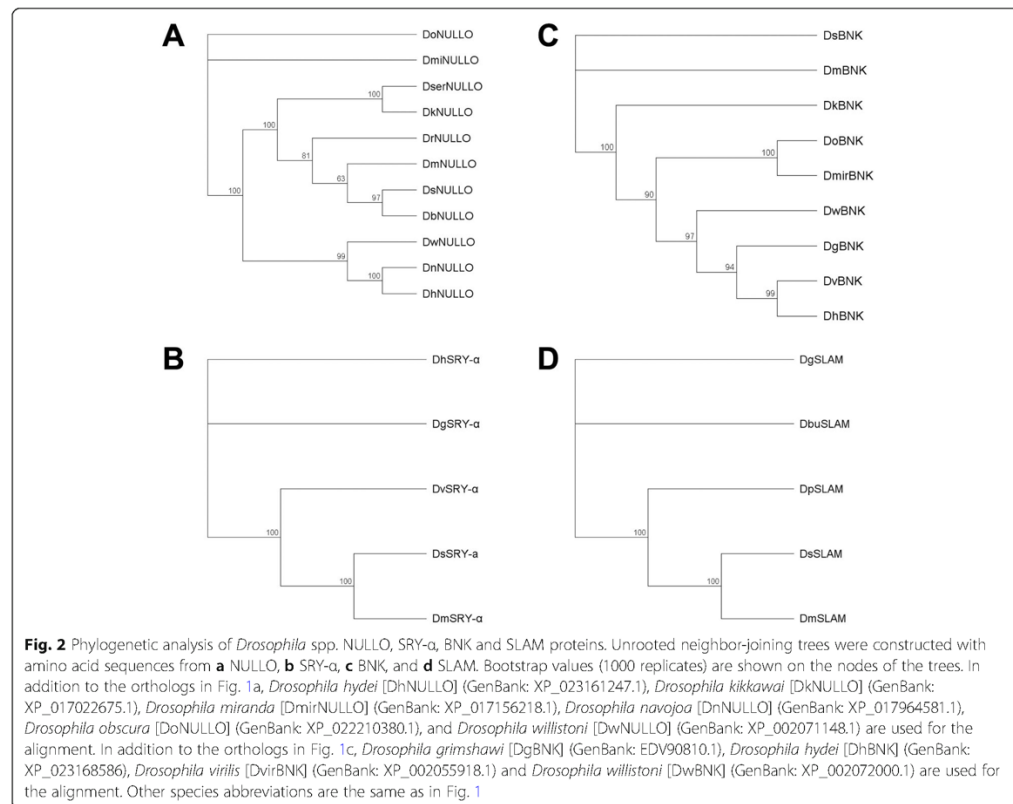 A
DoNULLO
DmiNULLO
DserNULLO
100
DkNULLO
100
DrNULLO
81
DmNULLO
63
DsNULLO
97
DbNULLO
100
DwNULLO
99
DnNULLO
100
DhNULLO
C
DsBNK
DmBNK
DkBNK
100
DoBNK
100
DmirBNK
90
DwBNK
97
DgBNK
94
DvBNK
99
DhBNK
B
DhSRY-α
DgSRY-α
DvSRY-α
100
DsSRY-a
100
DmSRY-α
D
DgSLAM
DbuSLAM
DpSLAM
100
DsSLAM
100
DmSLAM
Fig. 2 Phylogenetic analysis of Drosophila spp. NULLO, SRY-α, BNK and SLAM proteins. Unrooted neighbor-joining trees were constructed with
amino acid sequences from a NULLO, b SRY-α, c BNK, and d SLAM. Bootstrap values (1000 replicates) are shown on the nodes of the trees. In
addition to the orthologs in Fig. 1a, Drosophila hydei [DhNULLO] (GenBank: XP_023161247.1), Drosophila kikkawai [DkNULLO] (GenBank:
XP_017022675.1), Drosophila miranda [DmirNULLO] (GenBank: XP_017156218.1), Drosophila navojoa [DnNULLO] (GenBank: XP_017964581.1),
Drosophila obscura [DoNULLO] (GenBank: XP_022210380.1), and Drosophila willistoni [DwNULLO] (GenBank: XP_002071148.1) are used for the
alignment. In addition to the orthologs in Fig. 1c, Drosophila grimshawi [DgBNK] (GenBank: EDV90810.1), Drosophila hydei [DhBNK] (GenBank:
XP_023168586), Drosophila virilis [DvirBNK] (GenBank: XP_002055918.1) and Drosophila willistoni [DwBNK] (GenBank: XP_002072000.1) are used for
the alignment. Other species abbreviations are the same as in Fig. 1